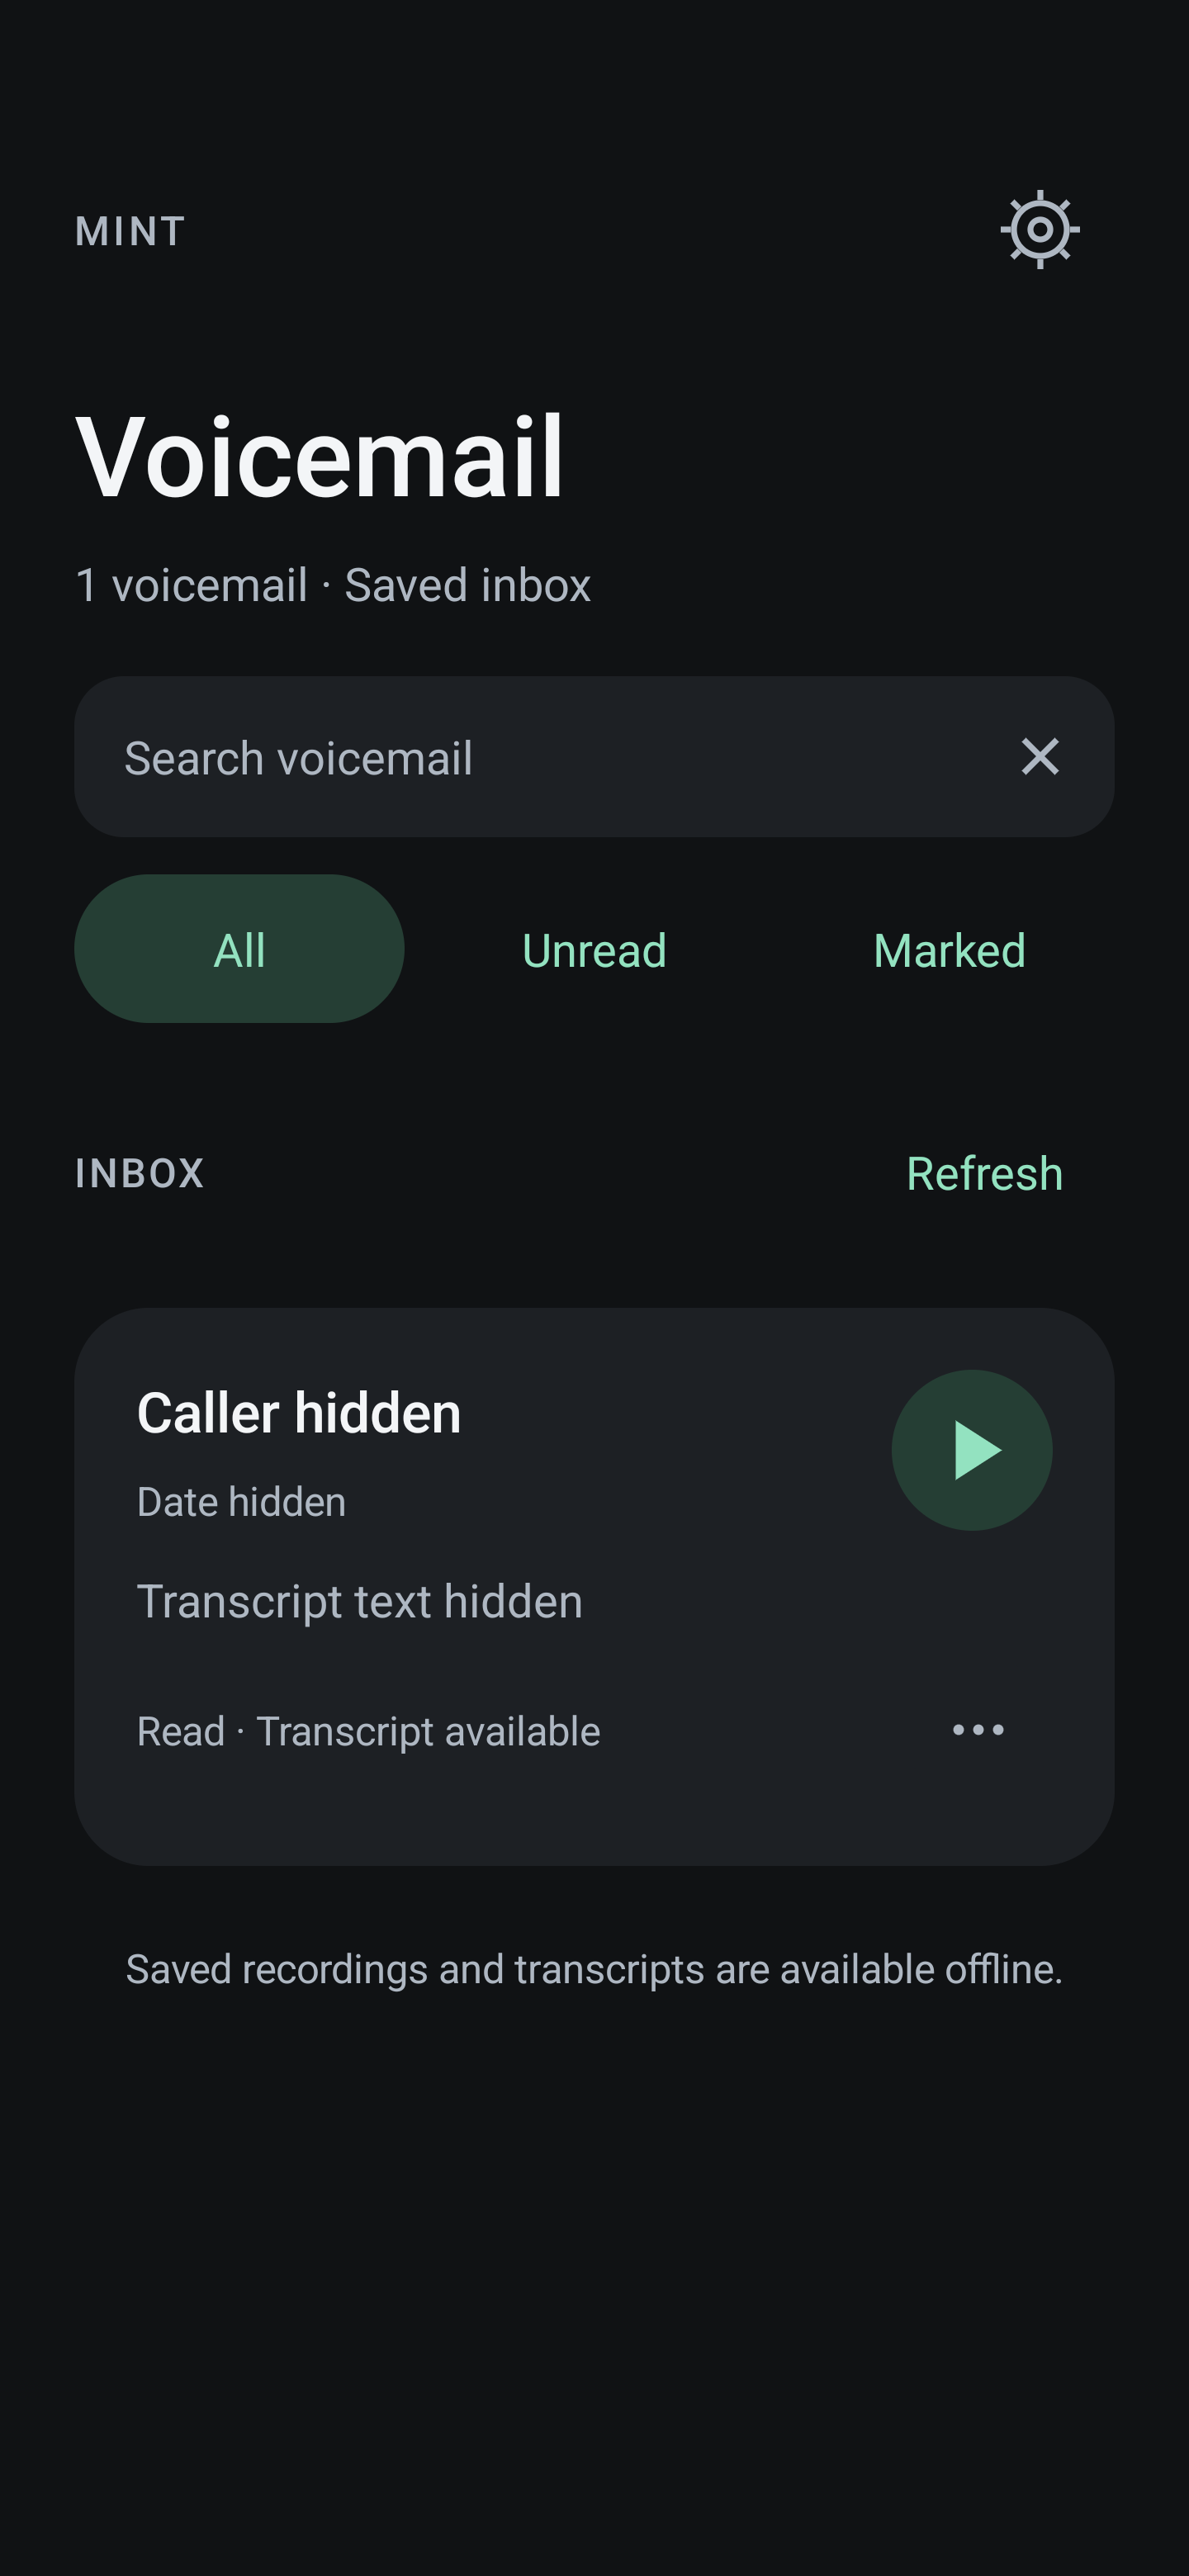 MINT
Voicemail
1 voicemail · Saved inbox
Search voicemail
All
Unread
Marked
INBOX
Refresh
Caller hidden
Date hidden
Transcript text hidden
Read · Transcript available
Saved recordings and transcripts are available offline.